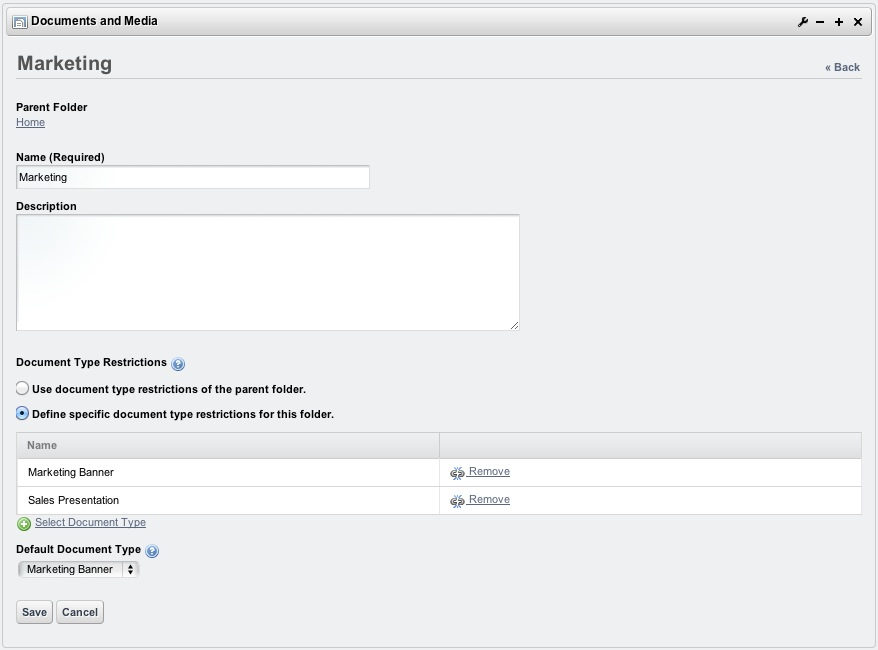 Documents and Media
Marketing
« Back
Parent Folder
Home
Name (Required)
Marketing
Description
Document Type Restrictions
Use document type restrictions of the parent folder.
Define specific document type restrictions for this folder.
Name
Marketing Banner Remove
Sales Presentation Remove
Select Document Type
Default Document Type
Marketing Banner
Save Cancel